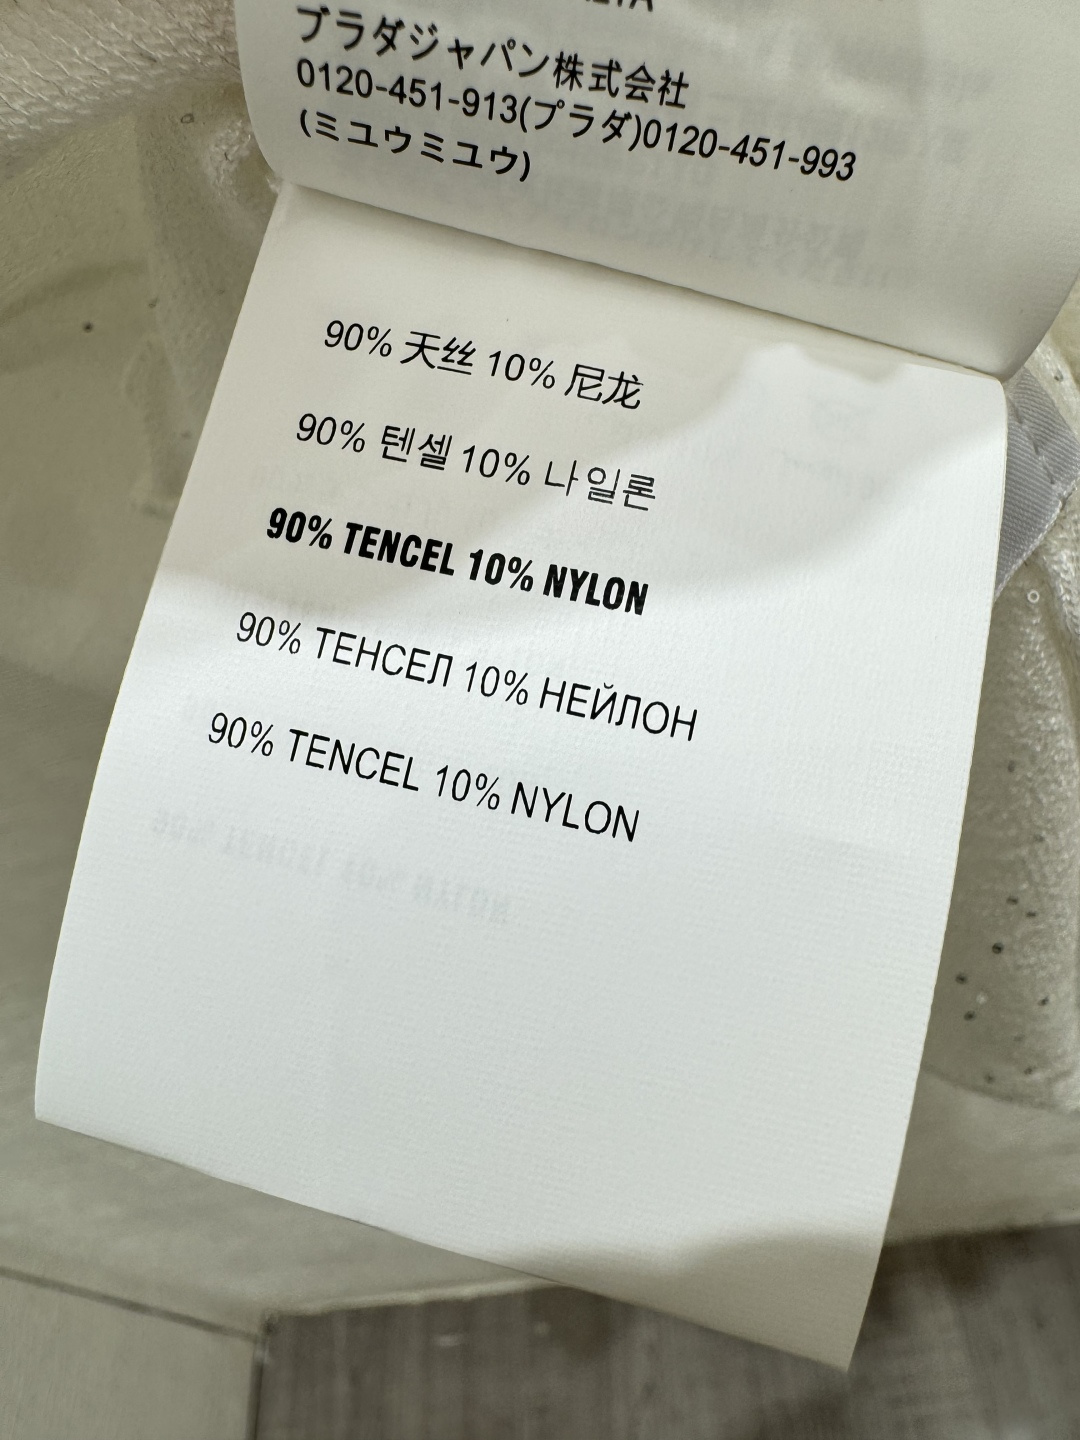 プラダジャパン株式会社
0120-451-913(プラダ)0120-451-993
(ミユウミユウ)
90% 天丝 10% 尼龙
90% 텐셀 10% 나일론
90% TENCEL 10% NYLON
90% ТЕНСЕЛ 10% НЕЙЛОН
90% TENCEL 10% NYLON